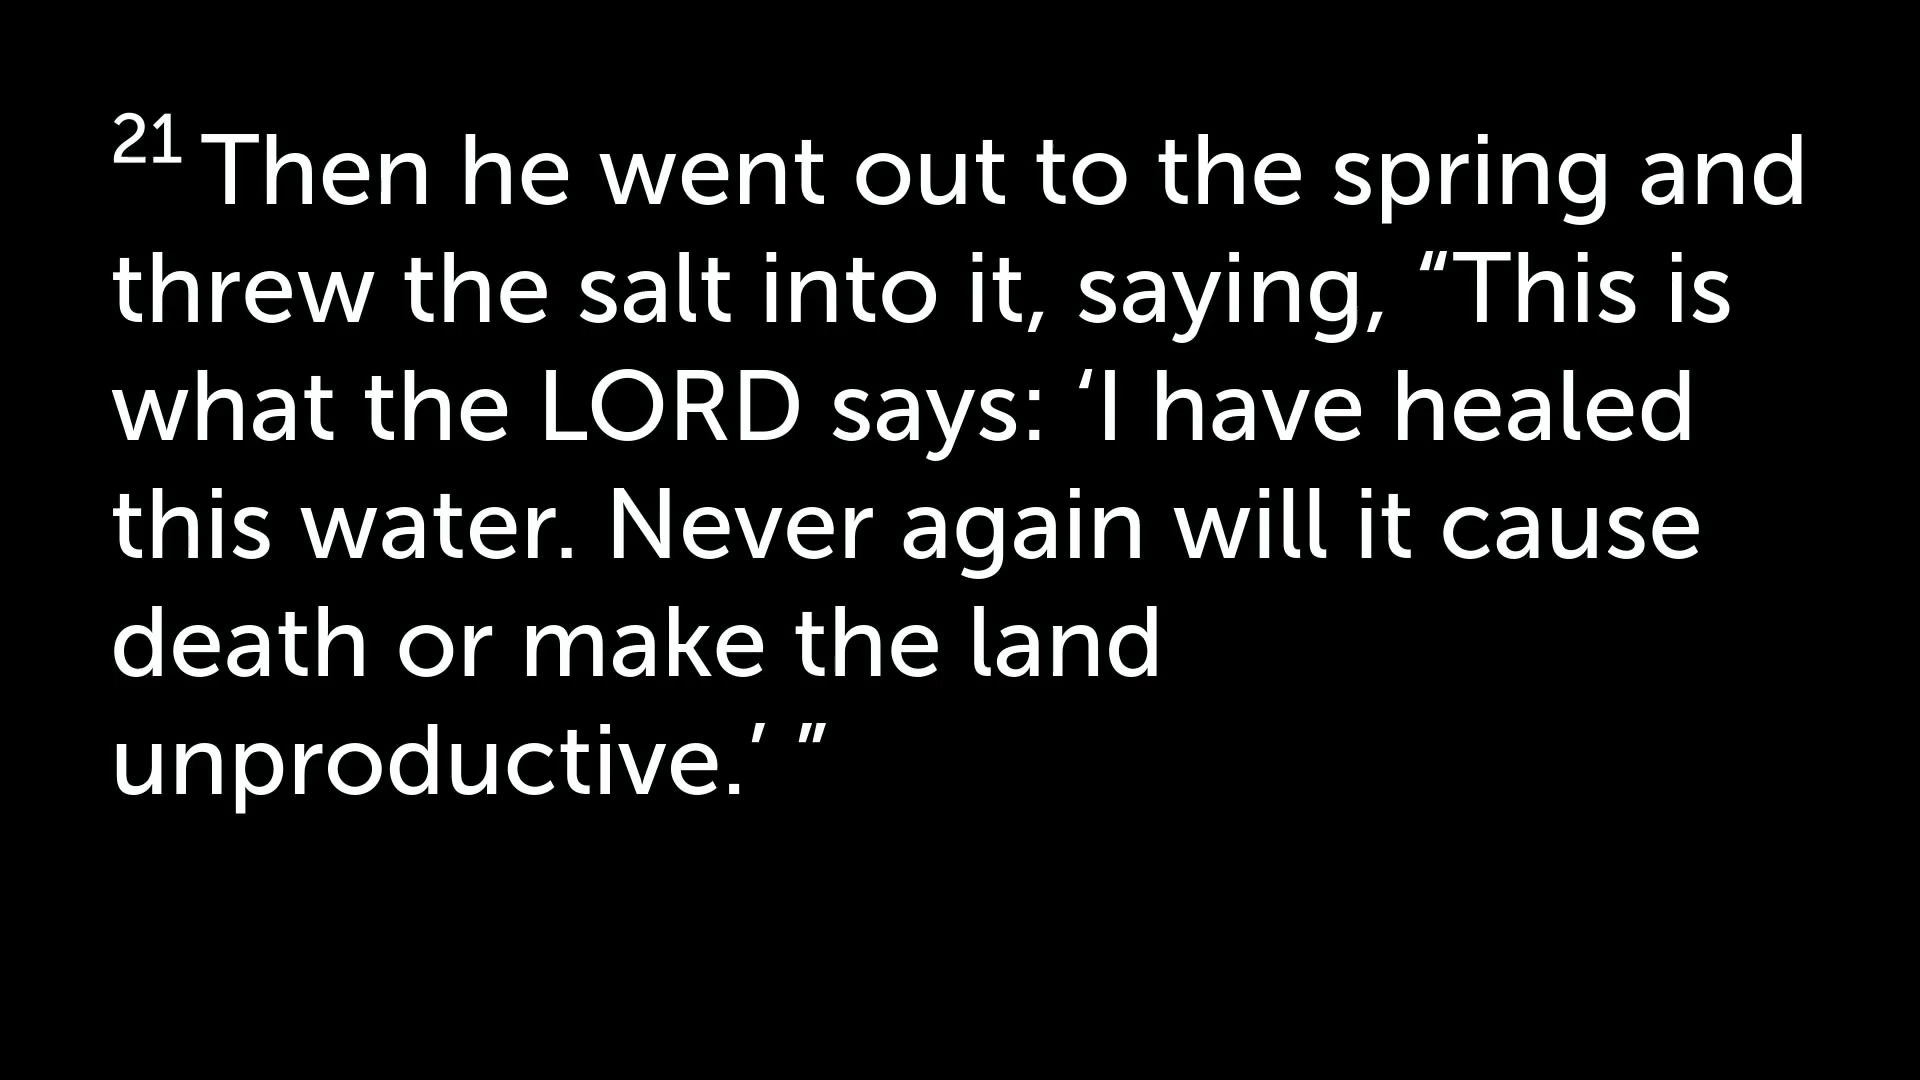 21 Then he went out to the spring and
threw the salt into it, saying, “This is
what the LORD says: ‘I have healed
this water. Never again will it cause
death or make the land
unproductive.’ ”